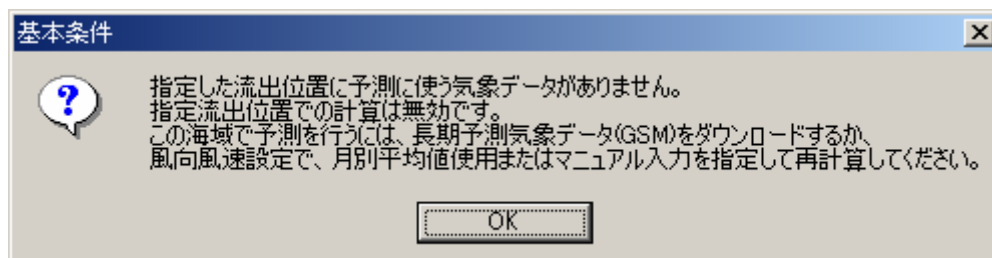 基本条件
指定した流出位置に予測に使う気象データがありません。
指定流出位置での計算は無効です。
この海域で予測を行うには、長期予測気象データ(GSM)をダウンロードするか、
風向風速設定で、月別平均値使用またはマニュアル入力を指定して再計算してください。
OK